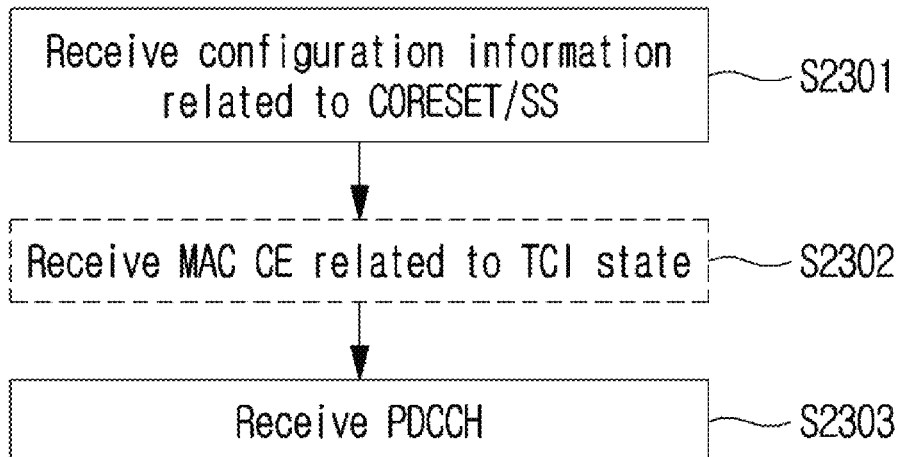 Receive configuration information
related to CORESET/SS
S2301
Receive MAC CE related to TCI state
S2302
Receive PDCCH
S2303